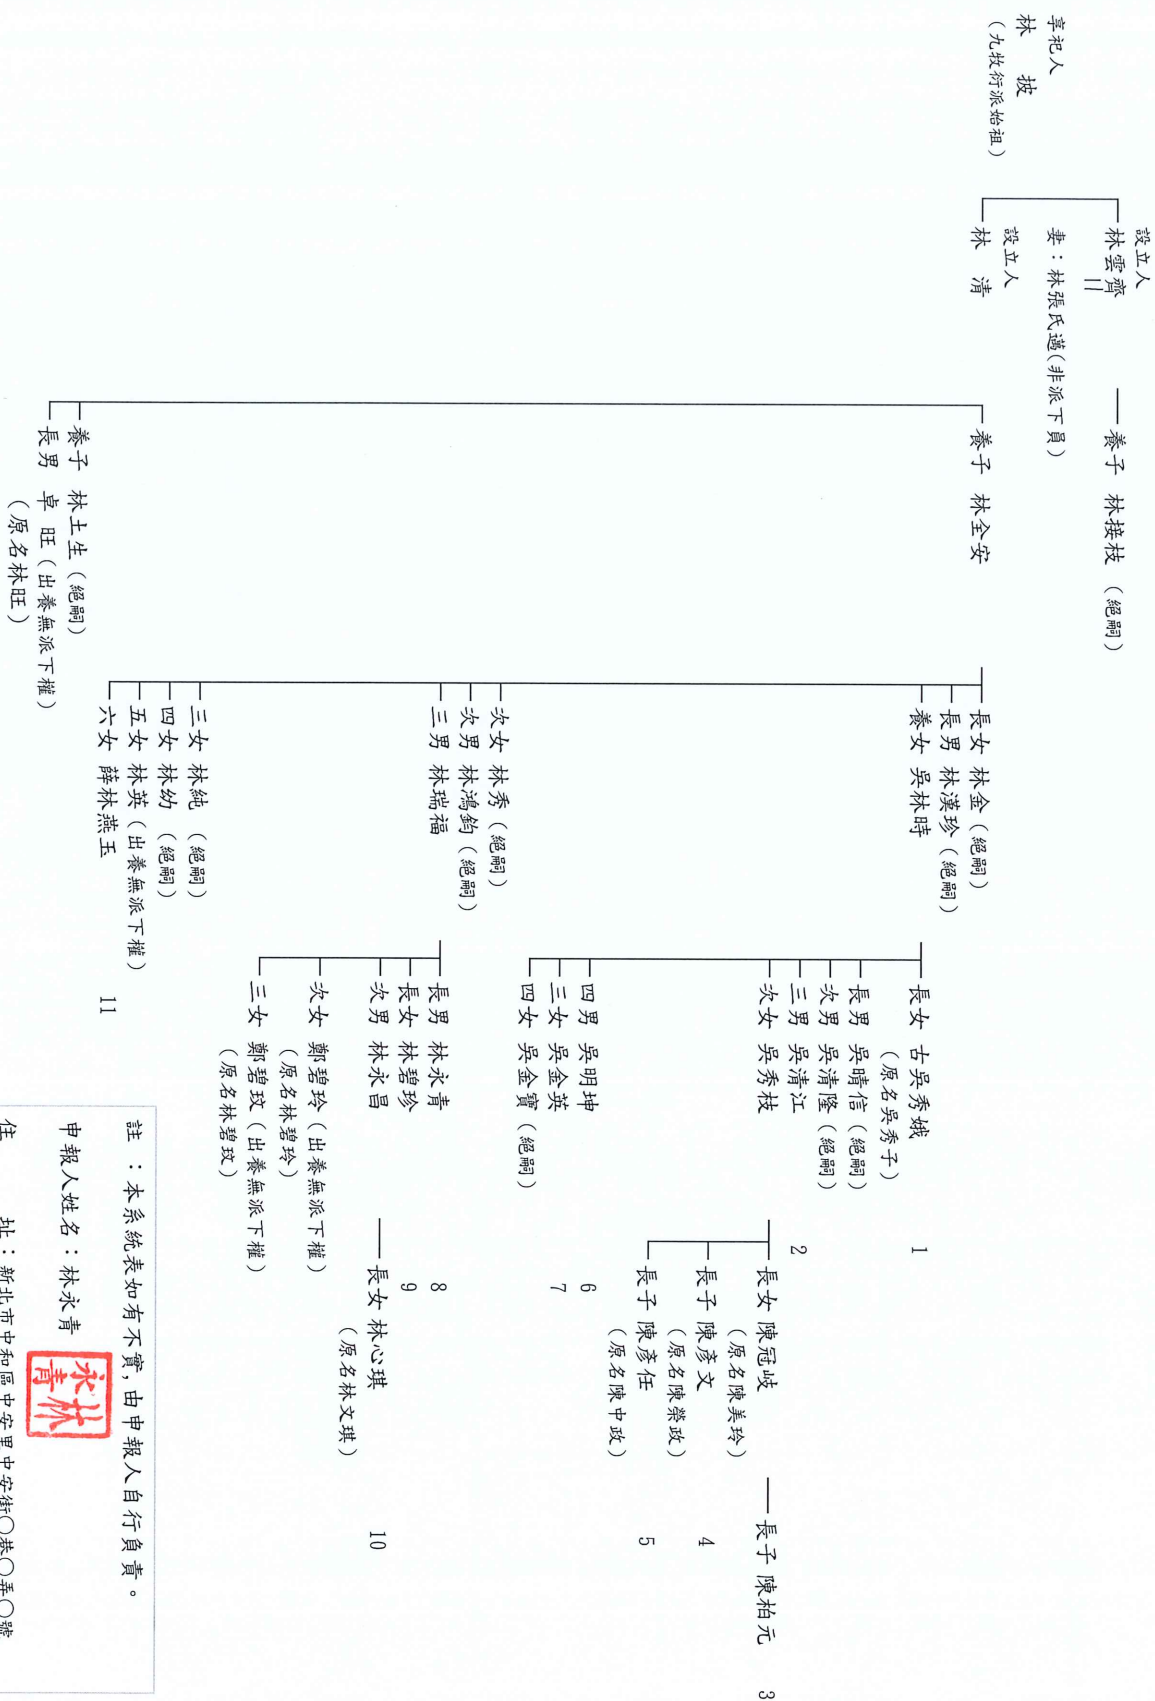 享祀人
林　披
(九牧衍派始祖)
設立人
林雲齊
||
妻：林張氏邁(非派下員)
設立人
林　清
養子 林接枝 (絕嗣)
養子 林全安
養子 林土生 (絕嗣)
長男 卓 旺 (出養無派下權)
(原名林旺)
長女 林金 (絕嗣)
長男 林漢珍 (絕嗣)
養女 吳林時
次女 林秀 (絕嗣)
次男 林鴻鈞 (絕嗣)
三男 林瑞福
三女 林純 (絕嗣)
四女 林幼 (絕嗣)
五女 林英 (出養無派下權)
六女 薛林燕玉 11
長女 古吳秀娥 1
(原名吳秀子)
長男 吳晴信 (絕嗣)
次男 吳清隆 (絕嗣)
三男 吳清江 2
次女 吳秀枝
四男 吳明坤 6
三女 吳金英 7
四女 吳金寶 (絕嗣)
長男 林永青 8
長女 林碧珍 9
次男 林永昌
次女 鄭碧玲 (出養無派下權)
(原名林碧玲)
三女 鄭碧玟 (出養無派下權)
(原名林碧玟)
長女 陳冠岐
(原名陳美玲)
長子 陳彥文 4
(原名陳榮政)
長子 陳彥任 5
(原名陳中政)
長女 林心琪 10
(原名林文琪)
長子 陳柏元 3
註：本系統表如有不實，由申報人自行負責。
申報人姓名：林永青
林永青
住　　址：新北市中和區中安里中安街○巷○弄○號